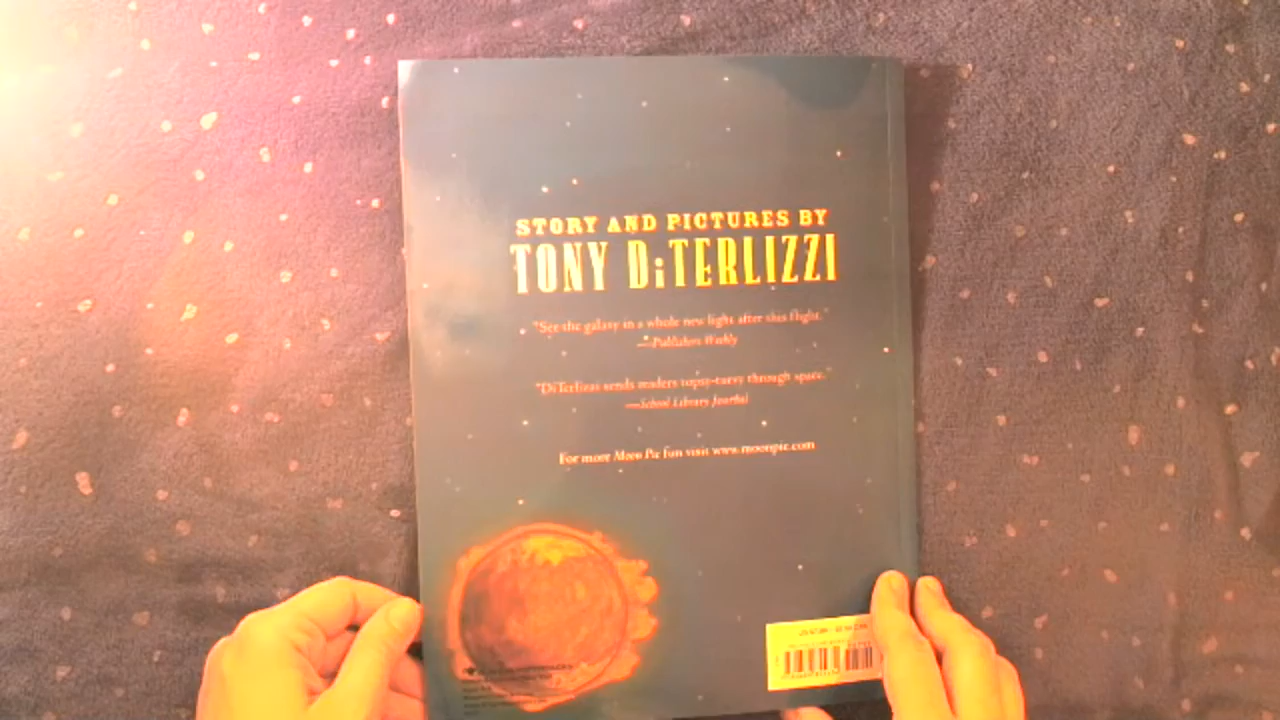 STORY AND PICTURES BY
TONY DiTERLIZZI
"See the galaxy in a whole new light after this flight."
—Publishers Weekly
"DiTerlizzi sends readers topsy-turvy through space."
—School Library Journal
For more Moon Pie fun visit www.moonpie.com